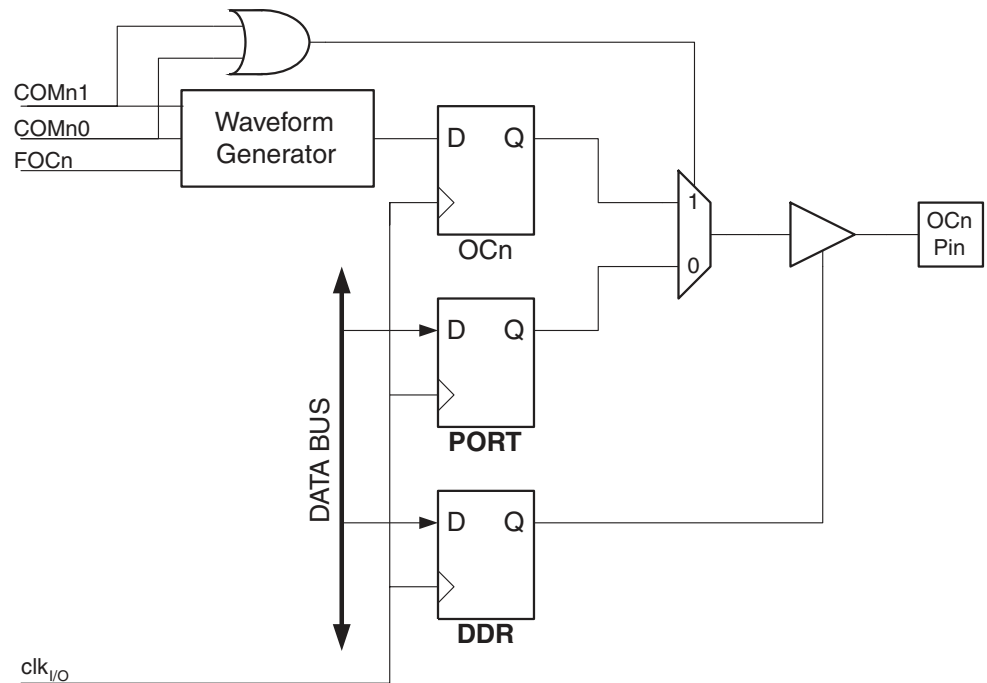 COMn1
COMn0
FOCn
Waveform
Generator
D Q
OCn
1
0
OCn
Pin
D Q
PORT
DATA BUS
D Q
DDR
clkI/O